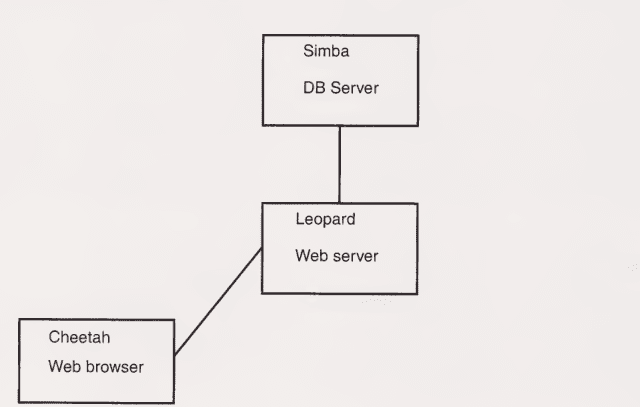 Simba
DB Server
Leopard
Web server
Cheetah
Web browser